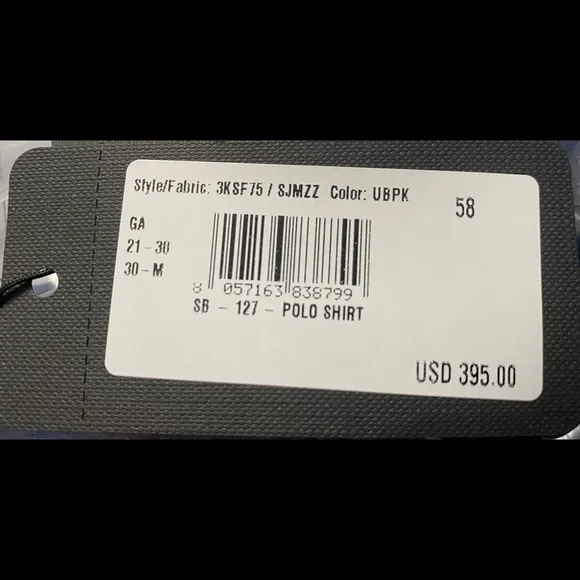 Style/Fabric: 3KSF75 / SJMZZ Color: UBPK 58
GA
21-30
30-M
8 057163 838799
SB - 127 - POLO SHIRT
USD 395.00